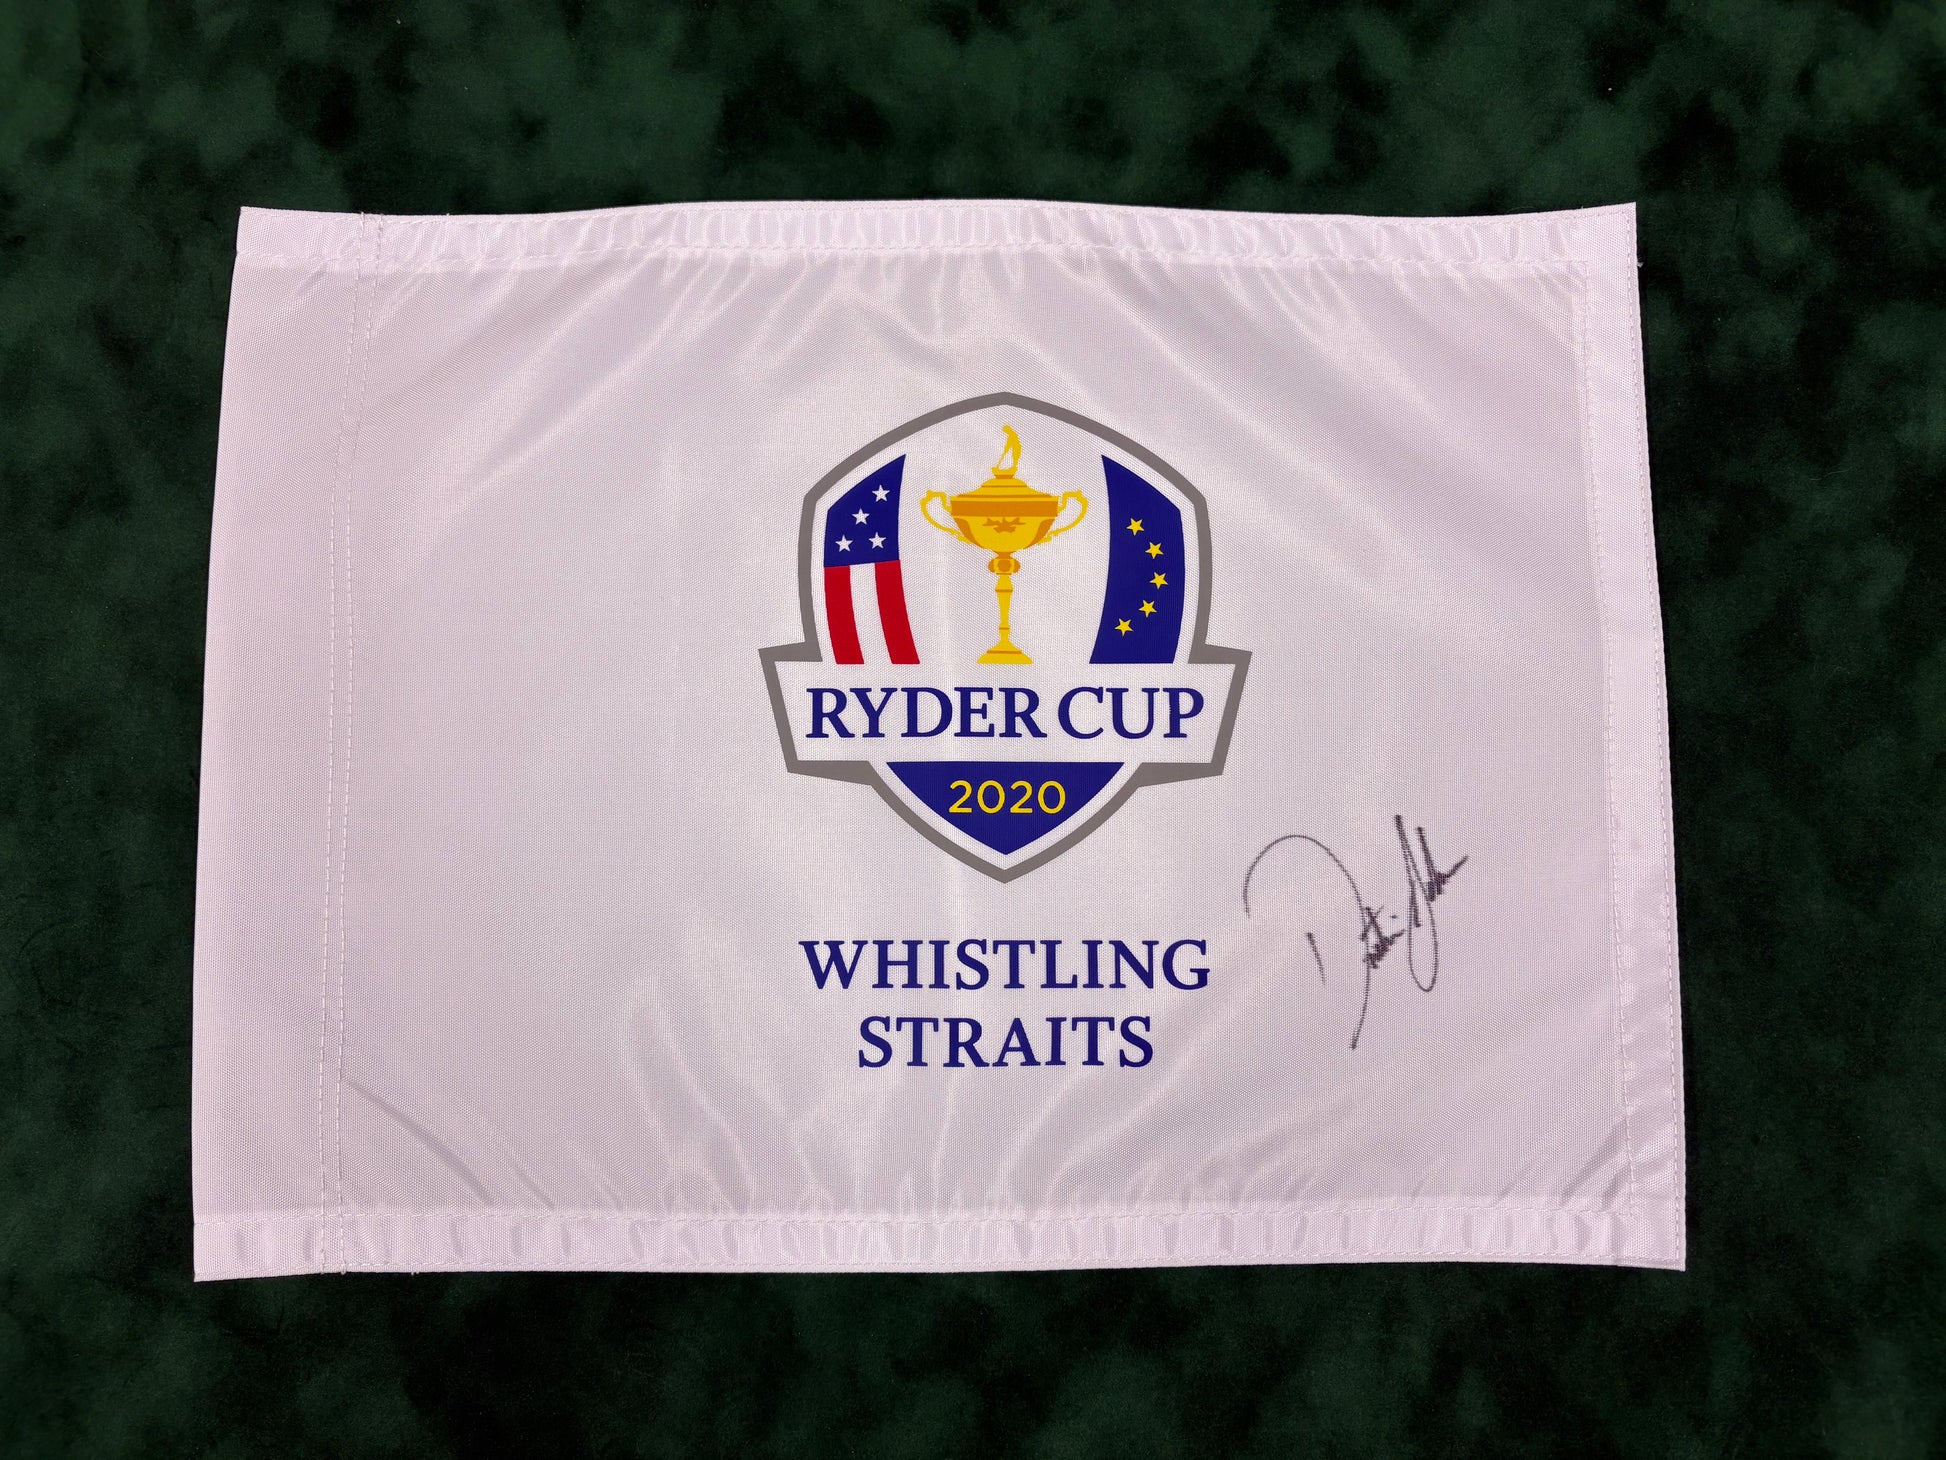 RYDER CUP
2020
WHISTLING
STRAITS